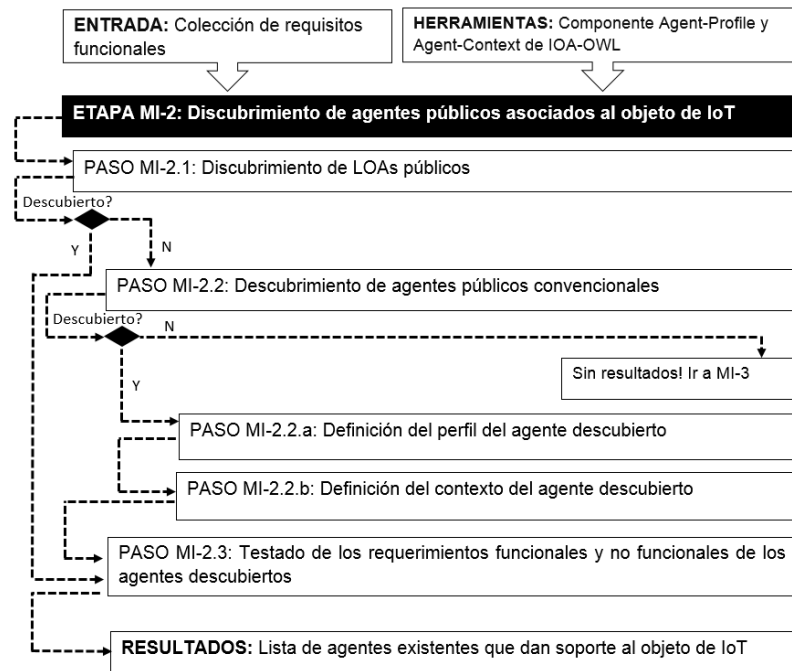 ENTRADA: Colección de requisitos
funcionales
HERRAMIENTAS: Componente Agent-Profile y
Agent-Context de IOA-OWL
ETAPA MI-2: Discubrimiento de agentes públicos asociados al objeto de IoT
PASO MI-2.1: Discubrimiento de LOAs públicos
Descubierto?
Y
N
PASO MI-2.2: Descubrimiento de agentes públicos convencionales
Descubierto?
N
Y
Sin resultados! Ir a MI-3
PASO MI-2.2.a: Definición del perfil del agente descubierto
PASO MI-2.2.b: Definición del contexto del agente descubierto
PASO MI-2.3: Testado de los requerimientos funcionales y no funcionales de los
agentes descubiertos
RESULTADOS: Lista de agentes existentes que dan soporte al objeto de IoT